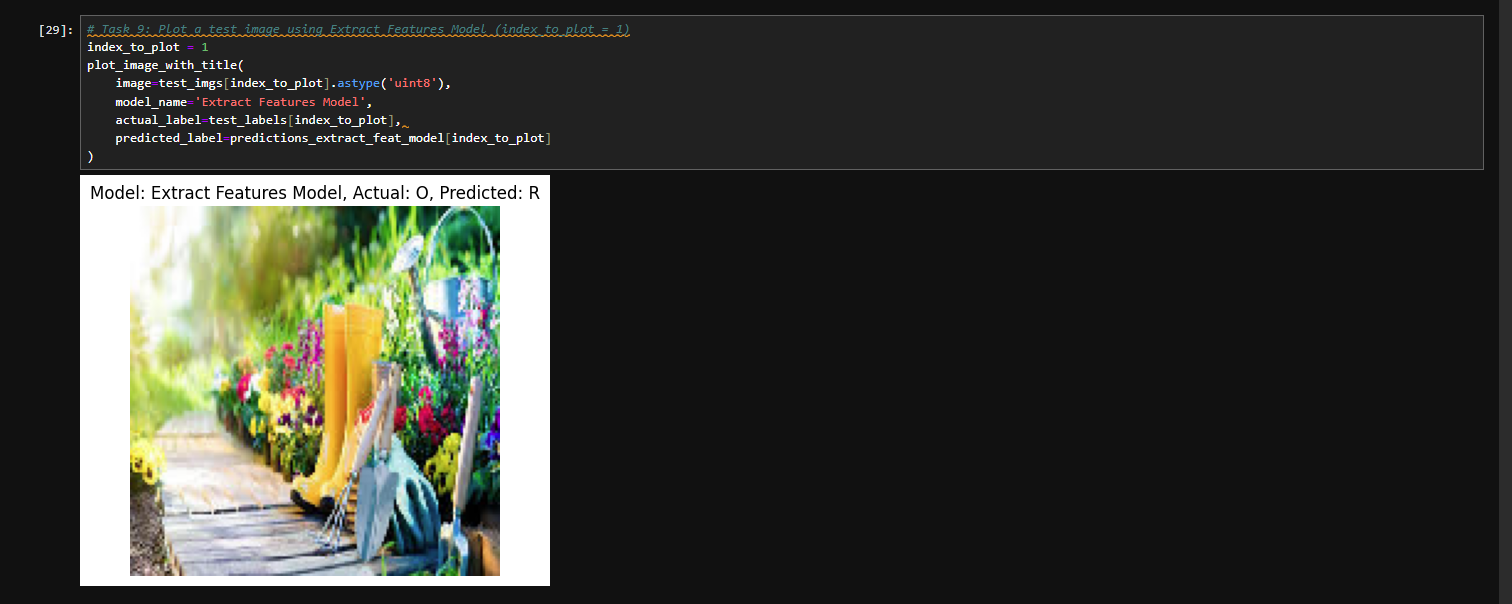 [29]: # Task 9: Plot a test image using Extract Features Model (index_to_plot = 1)
index_to_plot = 1
plot_image_with_title(
    image=test_imgs[index_to_plot].astype('uint8'),
    model_name='Extract Features Model',
    actual_label=test_labels[index_to_plot],
    predicted_label=predictions_extract_feat_model[index_to_plot]
)
Model: Extract Features Model, Actual: O, Predicted: R